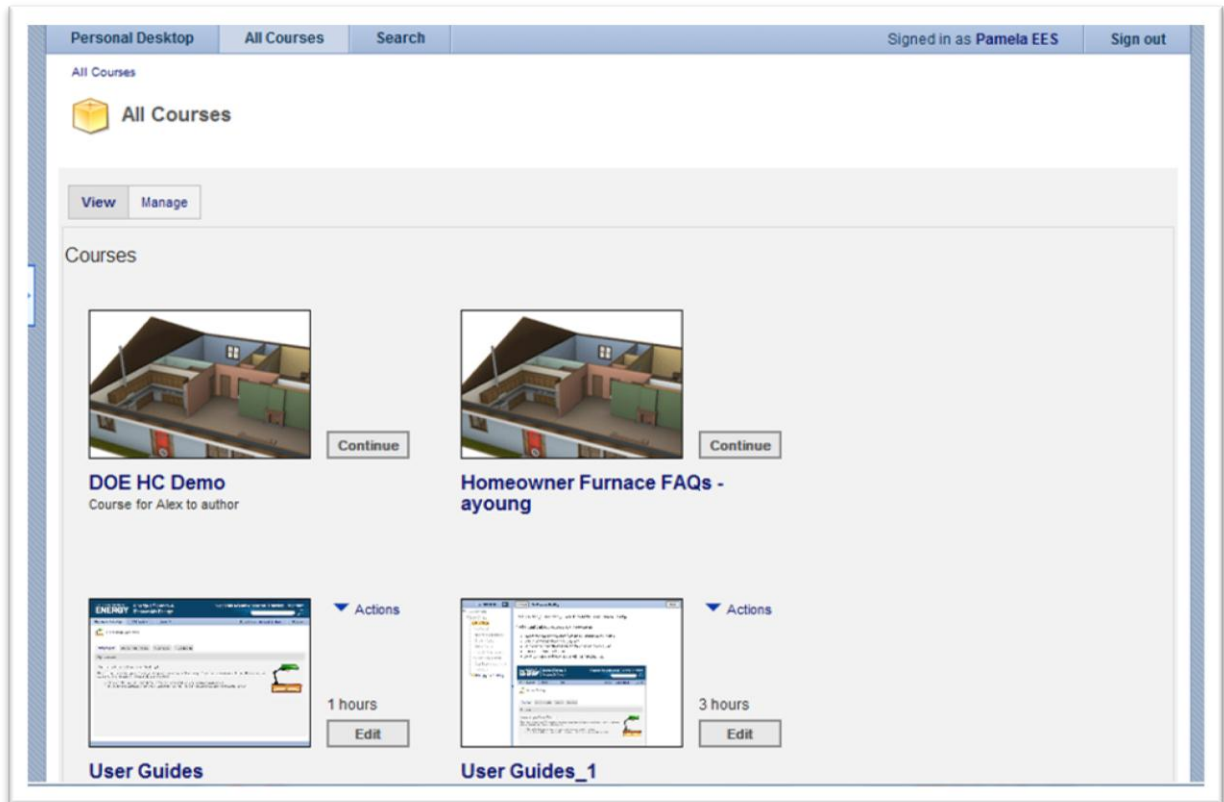 Personal Desktop All Courses Search Signed in as Pamela EES Sign out
All Courses
All Courses
View Manage
Courses
Continue Continue
DOE HC Demo Homeowner Furnace FAQs -
Course for Alex to author ayoung
ENERGY Actions Actions
1 hours 3 hours
Edit Edit
User Guides User Guides_1